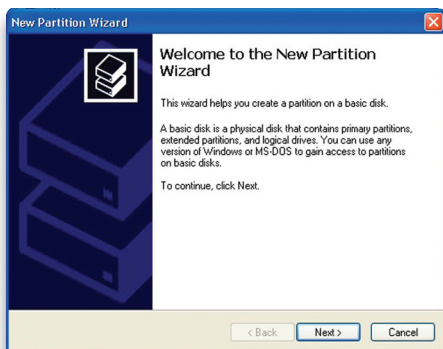 New Partition Wizard
Welcome to the New Partition
Wizard
This wizard helps you create a partition on a basic disk.
A basic disk is a physical disk that contains primary partitions,
extended partitions, and logical drives. You can use any
version of Windows or MS-DOS to gain access to partitions
on basic disks.
To continue, click Next.
< Back
Next >
Cancel